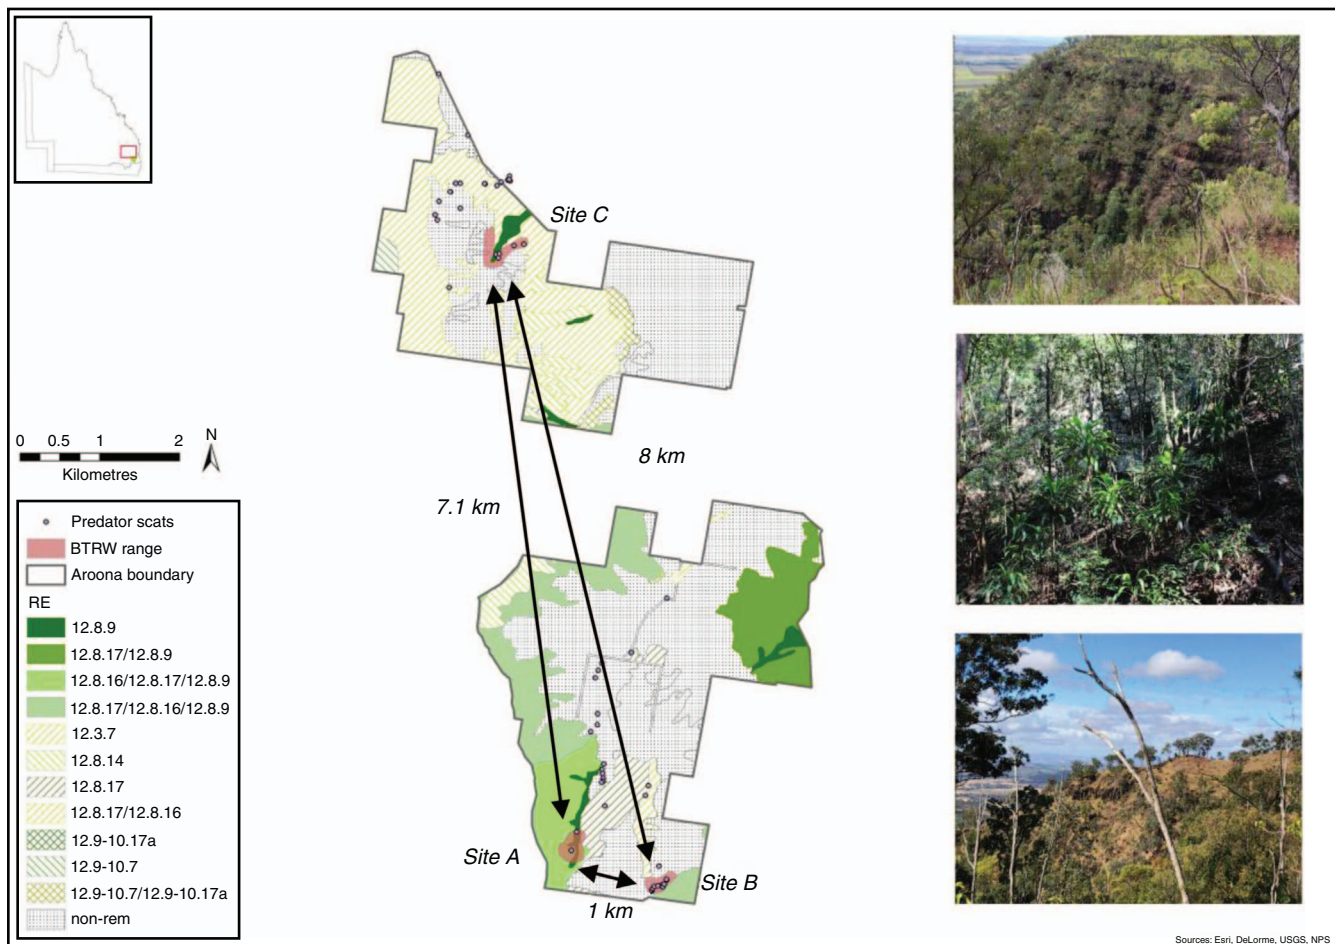 Site C
0 0.5 1 2
N
Kilometres
8 km
7.1 km
Predator scats
BTRW range
Aroona boundary
RE
12.8.9
12.8.17/12.8.9
12.8.16/12.8.17/12.8.9
12.8.17/12.8.16/12.8.9
12.3.7
12.8.14
12.8.17
12.8.17/12.8.16
12.9-10.17a
12.9-10.7
12.9-10.7/12.9-10.17a
non-rem
Site A
Site B
1 km
Sources: Esri, DeLorme, USGS, NPS